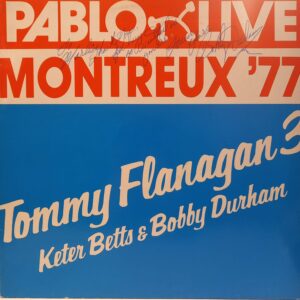 PABLO LIVE
MONTREUX '77
Tommy Flanagan 3
Keter Betts & Bobby Durham